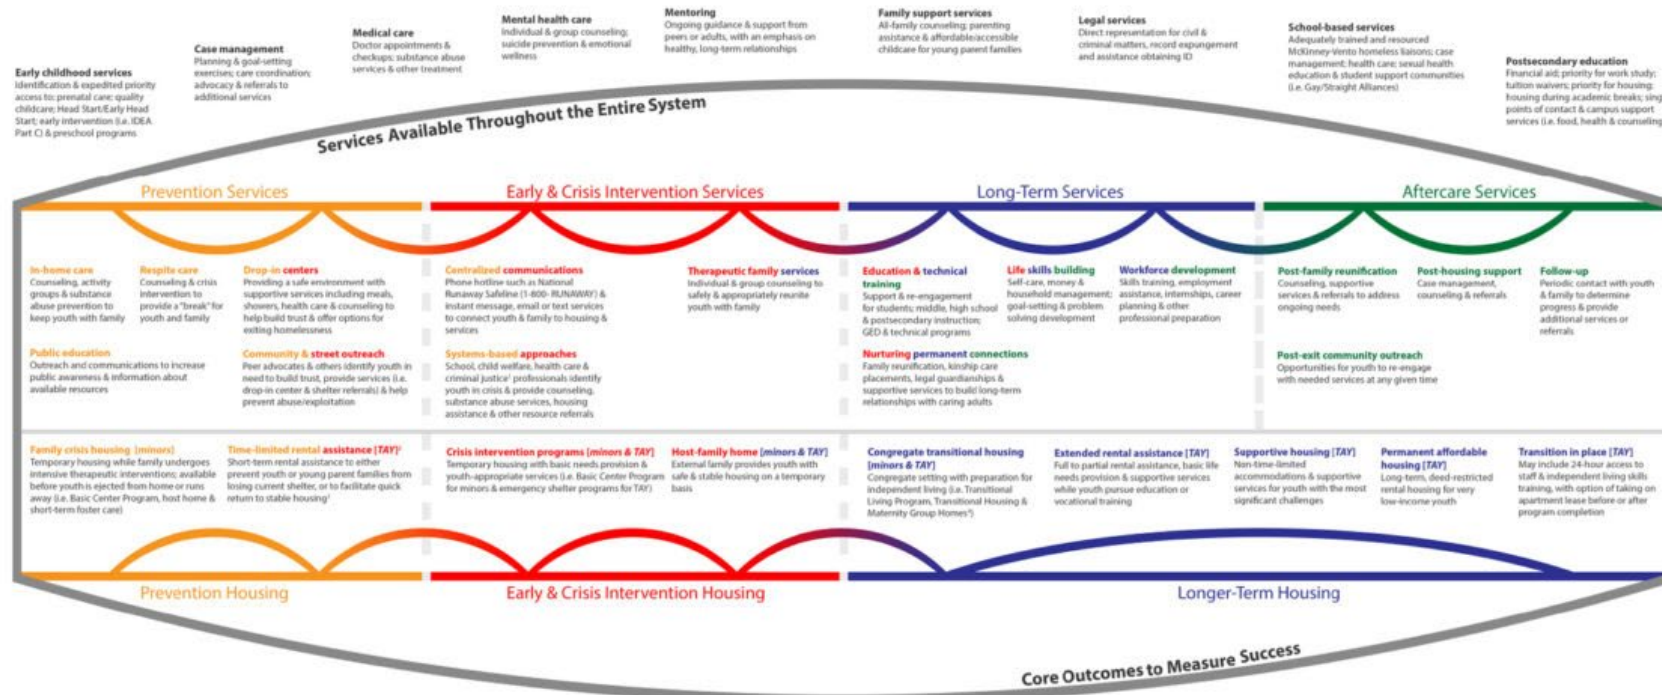 Early childhood services
Identification & expedited priority
access to: prenatal care; quality
childcare; Head Start/Early Head
Start; early intervention (i.e. IDEA
Part C) & preschool programs
Case management
Planning & goal-setting
exercises; care coordination;
advocacy & referrals to
additional services
Medical care
Doctor appointments &
checkups; substance abuse
services & other treatment
Mental health care
Individual & group counseling;
suicide prevention & emotional
wellness
Mentoring
Ongoing guidance & support from
peers or adults, with an emphasis on
healthy, long-term relationships
Family support services
All-family counseling; parenting
assistance & affordable/accessible
childcare for young parent families
Legal services
Direct representation for civil &
criminal matters, record expungement
and assistance obtaining ID
School-based services
Adequately trained and resourced
McKinney-Vento homeless liaisons; case
management; health care; sexual health
education & student support communities
(i.e. Gay/Straight Alliances)
Postsecondary education
Financial aid; priority for work study;
tuition waivers; priority for housing;
housing during academic breaks; sing
points of contact & campus support
services (i.e. food, health & counseling
Services Available Throughout the Entire System
Prevention Services
Early & Crisis Intervention Services
Long-Term Services
Aftercare Services
In-home care
Counseling, activity
groups & substance
abuse prevention to
keep youth with family
Respite care
Counseling & crisis
intervention to
provide a "break" for
youth and family
Drop-in centers
Providing a safe environment with
supportive services including meals,
showers, health care & counseling to
help build trust & offer options for
exiting homelessness
Public education
Outreach and communications to increase
public awareness & information about
available resources
Community & street outreach
Peer advocates & others identify youth in
need to build trust, provide services (i.e.
drop-in center & shelter referrals) & help
prevent abuse/exploitation
Centralized communications
Phone hotline such as National
Runaway Safeline (1-800- RUNAWAY) &
instant message, email or text services
to connect youth & family to housing &
services
Therapeutic family services
Individual & group counseling to
safely & appropriately reunite
youth with family
Systems-based approaches
School, child welfare, health care &
criminal justice¹ professionals identify
youth in crisis & provide counseling,
substance abuse services, housing
assistance & other resource referrals
Education & technical
training
Support & re-engagement
for students; middle, high school
& postsecondary instruction;
GED & technical programs
Life skills building
Self-care, money &
household management;
goal-setting & problem
solving development
Workforce development
Skills training, employment
assistance, internships, career
planning & other
professional preparation
Nurturing permanent connections
Family reunification, kinship care
placements, legal guardianships &
supportive services to build long-term
relationships with caring adults
Post-family reunification
Counseling, supportive
services & referrals to address
ongoing needs
Post-housing support
Case management,
counseling & referrals
Follow-up
Periodic contact with youth
& family to determine
progress & provide
additional services or
referrals
Post-exit community outreach
Opportunities for youth to re-engage
with needed services at any given time
Family crisis housing [minors]
Temporary housing while family undergoes
intensive therapeutic interventions; available
before youth is ejected from home or runs
away (i.e. Basic Center Program, host home &
short-term foster care)
Time-limited rental assistance [TAY]²
Short-term rental assistance to either
prevent youth or young parent families from
losing current shelter, or to facilitate quick
return to stable housing³
Crisis intervention programs [minors & TAY]
Temporary housing with basic needs provision &
youth-appropriate services (i.e. Basic Center Program
for minors & emergency shelter programs for TAY)
Host-family home [minors & TAY]
External family provides youth with
safe & stable housing on a temporary
basis
Congregate transitional housing
[minors & TAY]
Congregate setting with preparation for
independent living (i.e. Transitional
Living Program, Transitional Housing &
Maternity Group Homes⁴)
Extended rental assistance [TAY]
Full to partial rental assistance, basic life
needs provision & supportive services
while youth pursue education or
vocational training
Supportive housing [TAY]
Non-time-limited
accommodations & supportive
services for youth with the most
significant challenges
Permanent affordable
housing [TAY]
Long-term, deed-restricted
rental housing for very
low-income youth
Transition in place [TAY]
May include 24-hour access to
staff & independent living skills
training, with option of taking on
apartment lease before or after
program completion
Prevention Housing
Early & Crisis Intervention Housing
Longer-Term Housing
Core Outcomes to Measure Success